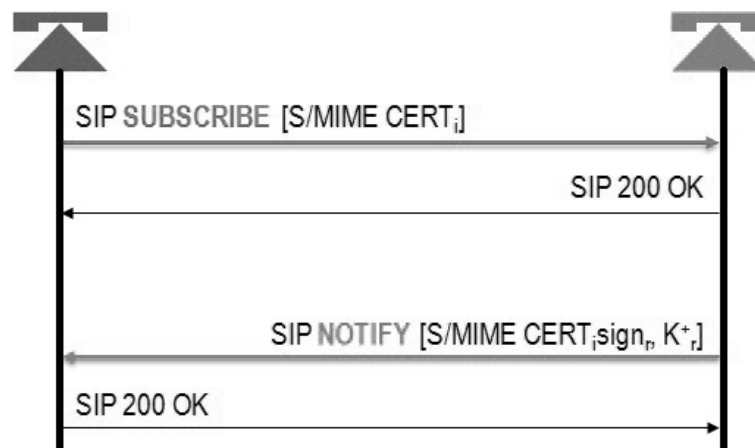 SIP SUBSCRIBE [S/MIME CERTᵢ]
SIP 200 OK
SIP NOTIFY [S/MIME CERTᵢsignᵣ, K⁺ᵣ]
SIP 200 OK